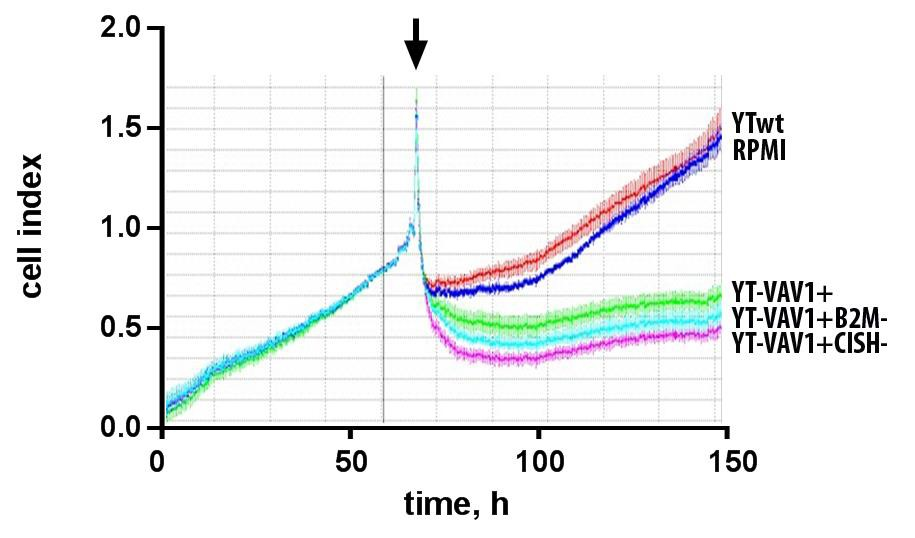 2.0
1.5
1.0
0.5
0.0
cell index
0
50
100
150
time, h
YTwt
RPMI
YT-VAV1+
YT-VAV1+B2M-
YT-VAV1+CISH-